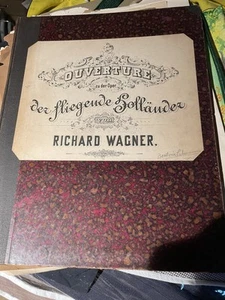 OUVERTURE
zu der Oper
der fliegende Holländer
von
RICHARD WAGNER.